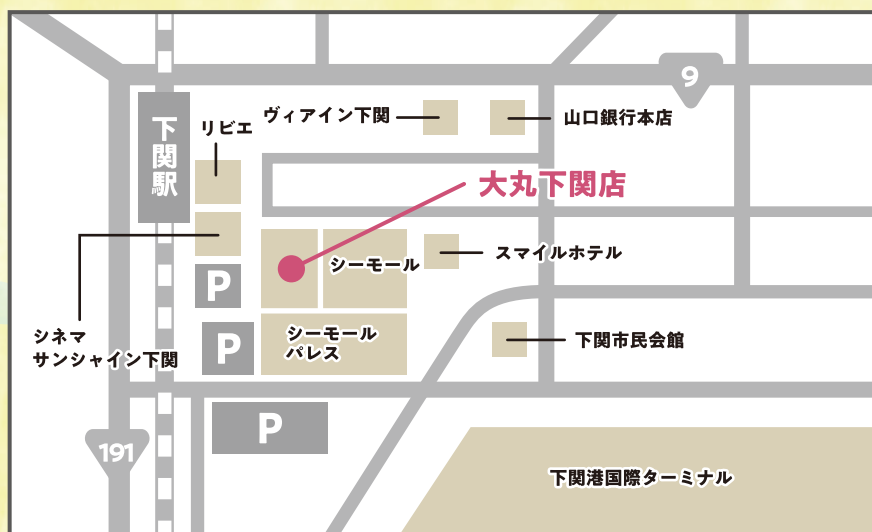 9
ヴィアイン下関
山口銀行本店
リビエ
下関駅
大丸下関店
スマイルホテル
シーモール
P
シネマ
サンシャイン下関
P
シーモール
パレス
下関市民会館
P
191
下関港国際ターミナル